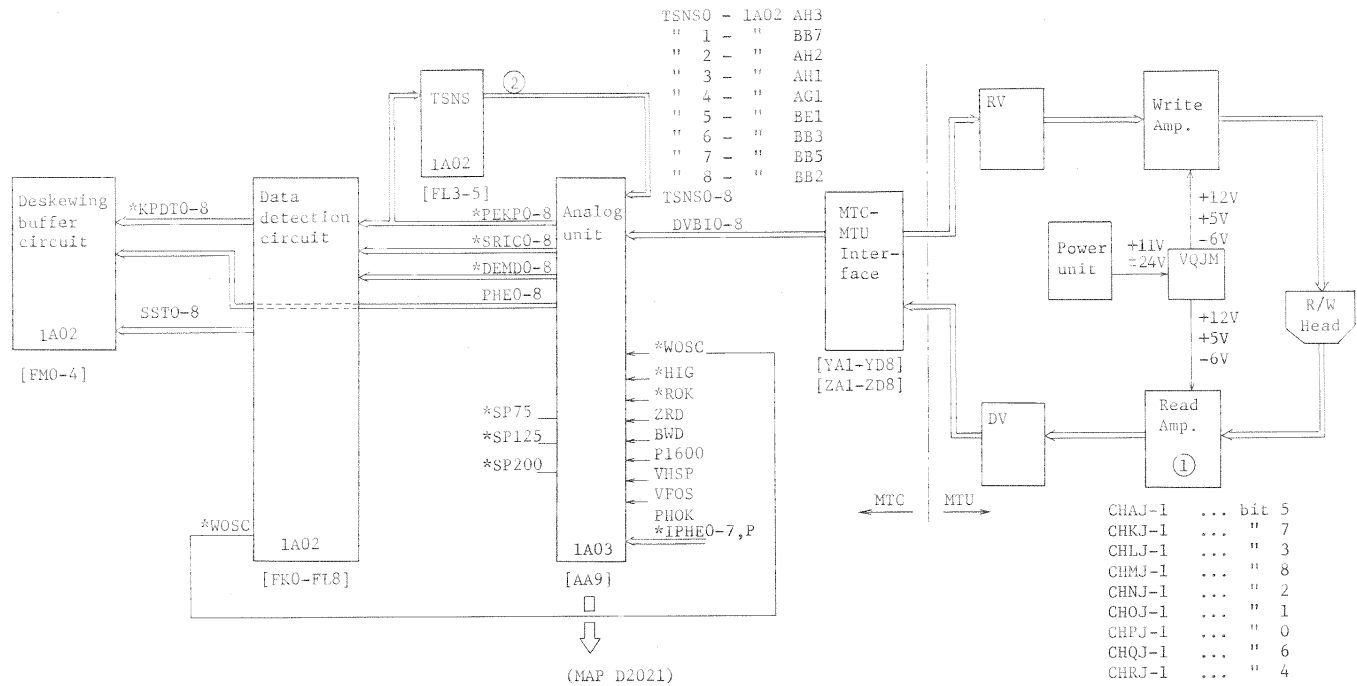 TSNS0 - 1A02 AH3
" 1 - " BB7
" 2 - " AH2
" 3 - " AH1
" 4 - " AG1
" 5 - " BE1
" 6 - " BB3
" 7 - " BB5
" 8 - " BB2
TSNS
1A02
[FL3-5]
2
TSNS0-8
Deskewing
buffer
circuit
1A02
[FM0-4]
*KPDT0-8
SST0-8
Data
detection
circuit
1A02
[FK0-FL8]
*WOSC
*PEKP0-8
*SRIC0-8
*DEMD0-8
PHE0-8
*SP75
*SP125
*SP200
Analog
unit
1A03
[AA9]
(MAP D2021)
DVBI0-8
*WOSC
*HIG
*ROK
ZRD
BWD
P1600
VHSP
VFOS
PHOK
*IPHE0-7,P
MTC-
MTU
Inter-
face
[YA1-YD8]
[ZA1-ZD8]
MTC
MTU
RV
Write
Amp.
+12V
+5V
-6V
Power
unit
+11V
=24V
VQJM
+12V
+5V
-6V
R/W
Head
DV
Read
Amp.
1
CHAJ-1 ... bit 5
CHKJ-1 ... " 7
CHLJ-1 ... " 3
CHMJ-1 ... " 8
CHNJ-1 ... " 2
CHOJ-1 ... " 1
CHPJ-1 ... " 0
CHQJ-1 ... " 6
CHRJ-1 ... " 4